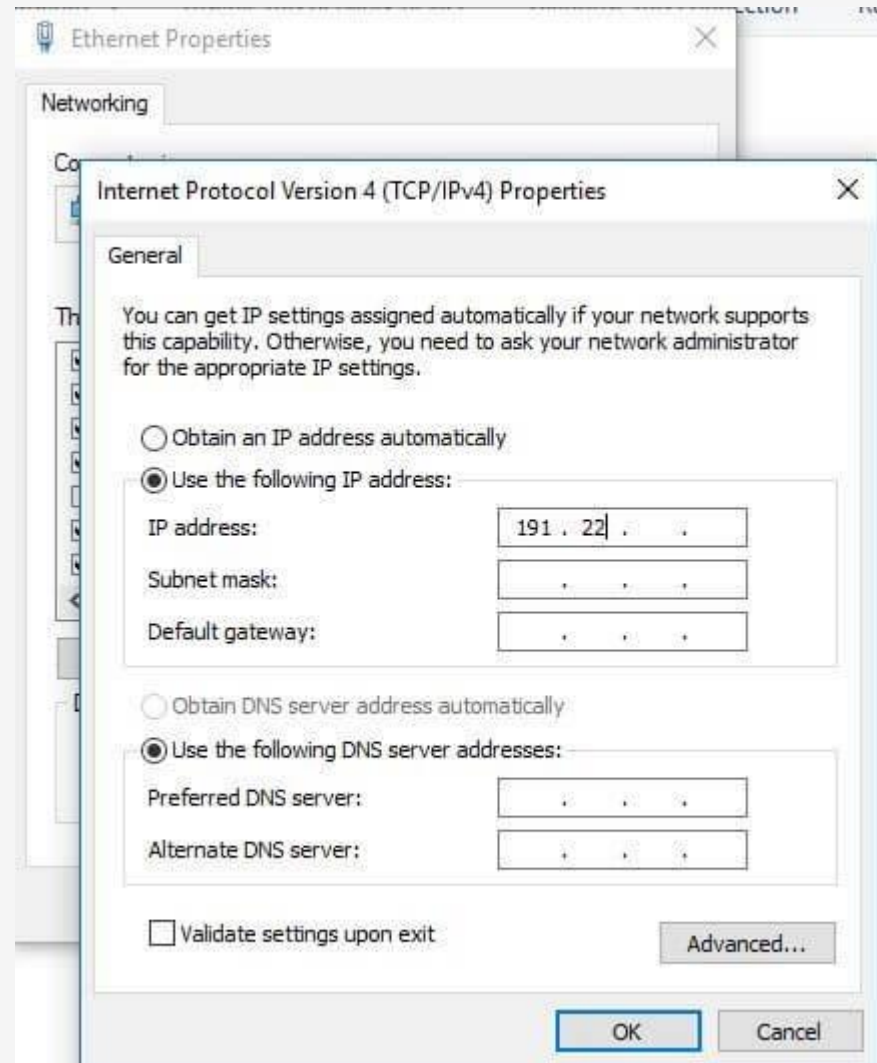 Ethernet Properties
Networking
Internet Protocol Version 4 (TCP/IPv4) Properties
General
You can get IP settings assigned automatically if your network supports
this capability. Otherwise, you need to ask your network administrator
for the appropriate IP settings.
Obtain an IP address automatically
Use the following IP address:
IP address: 191 . 22 . .
Subnet mask: . . .
Default gateway: . . .
Obtain DNS server address automatically
Use the following DNS server addresses:
Preferred DNS server: . . .
Alternate DNS server: . . .
Validate settings upon exit
Advanced...
OK Cancel